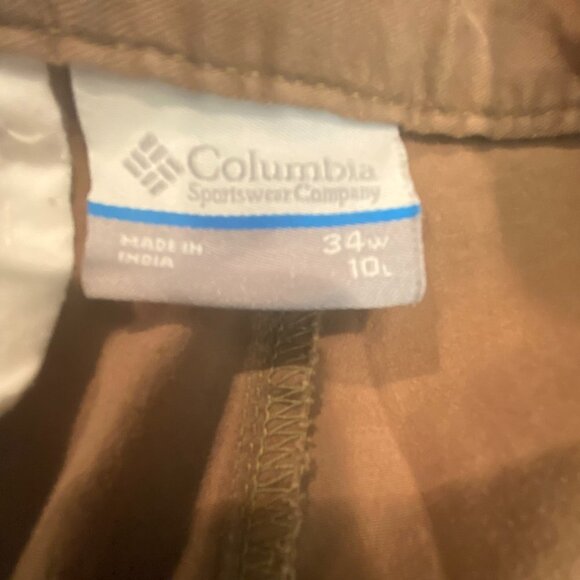 Columbia
Sportswear Company
MADE IN
INDIA
34W
10L